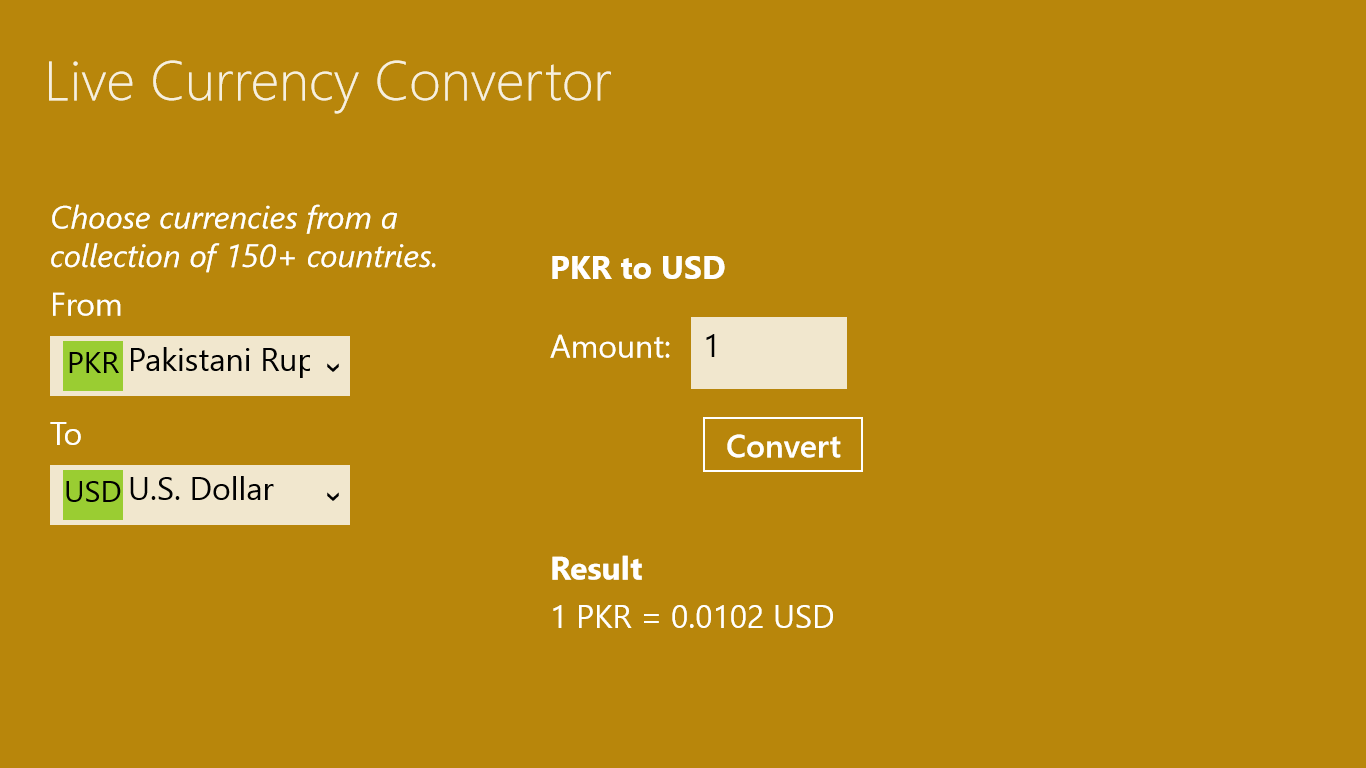 Live Currency Convertor
Choose currencies from a
collection of 150+ countries.
From
PKR Pakistani Rup
To
USD U.S. Dollar
PKR to USD
Amount: 1
Convert
Result
1 PKR = 0.0102 USD